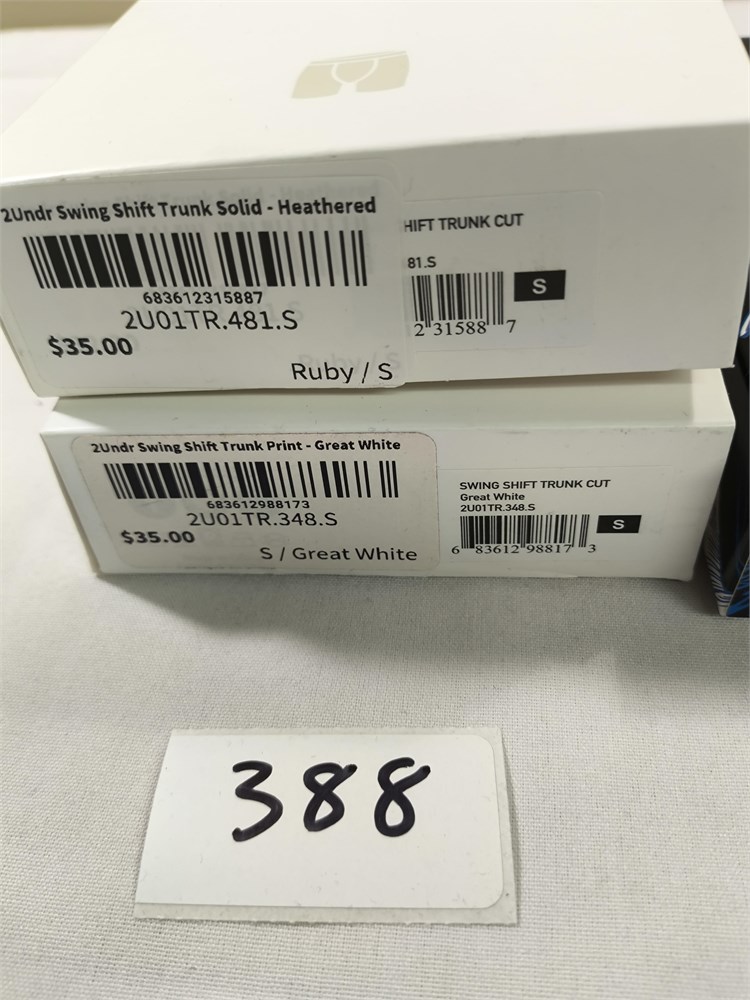 2Undr Swing Shift Trunk Solid - Heathered
683612315887
2U01TR.481.S
$35.00
Ruby / S
HIFT TRUNK CUT
81.S
S
2 31588 7
2Undr Swing Shift Trunk Print - Great White
683612988173
2U01TR.348.S
$35.00
S / Great White
SWING SHIFT TRUNK CUT
Great White
2U01TR.348.S
S
6 83612 98817 3
388